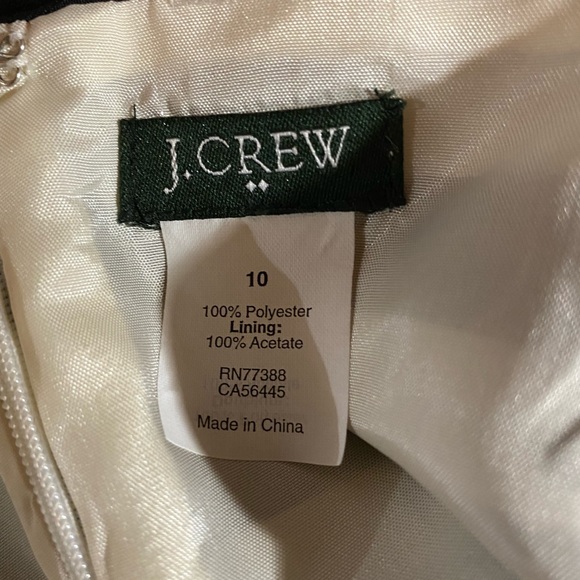 J.CREW
10
100% Polyester
Lining:
100% Acetate
RN77388
CA56445
Made in China